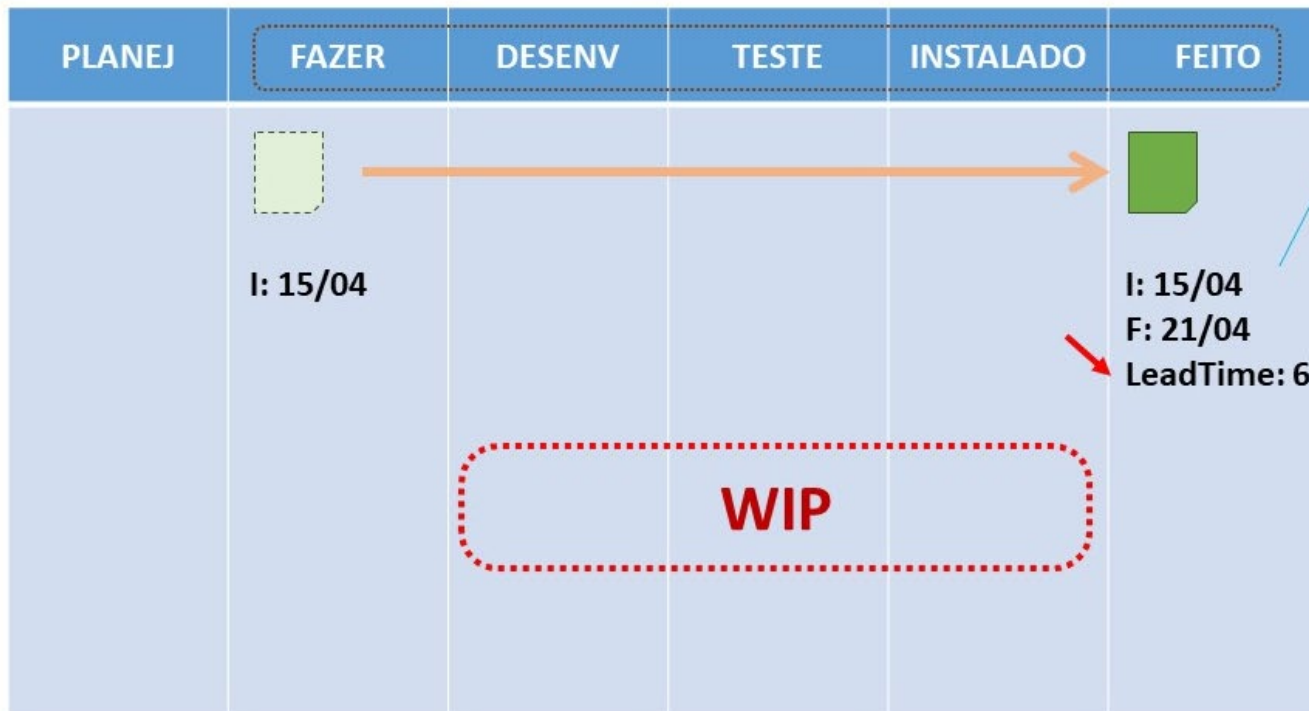 PLANEJ FAZER DESENV TESTE INSTALADO FEITO
I: 15/04
I: 15/04
F: 21/04
LeadTime: 6
WIP